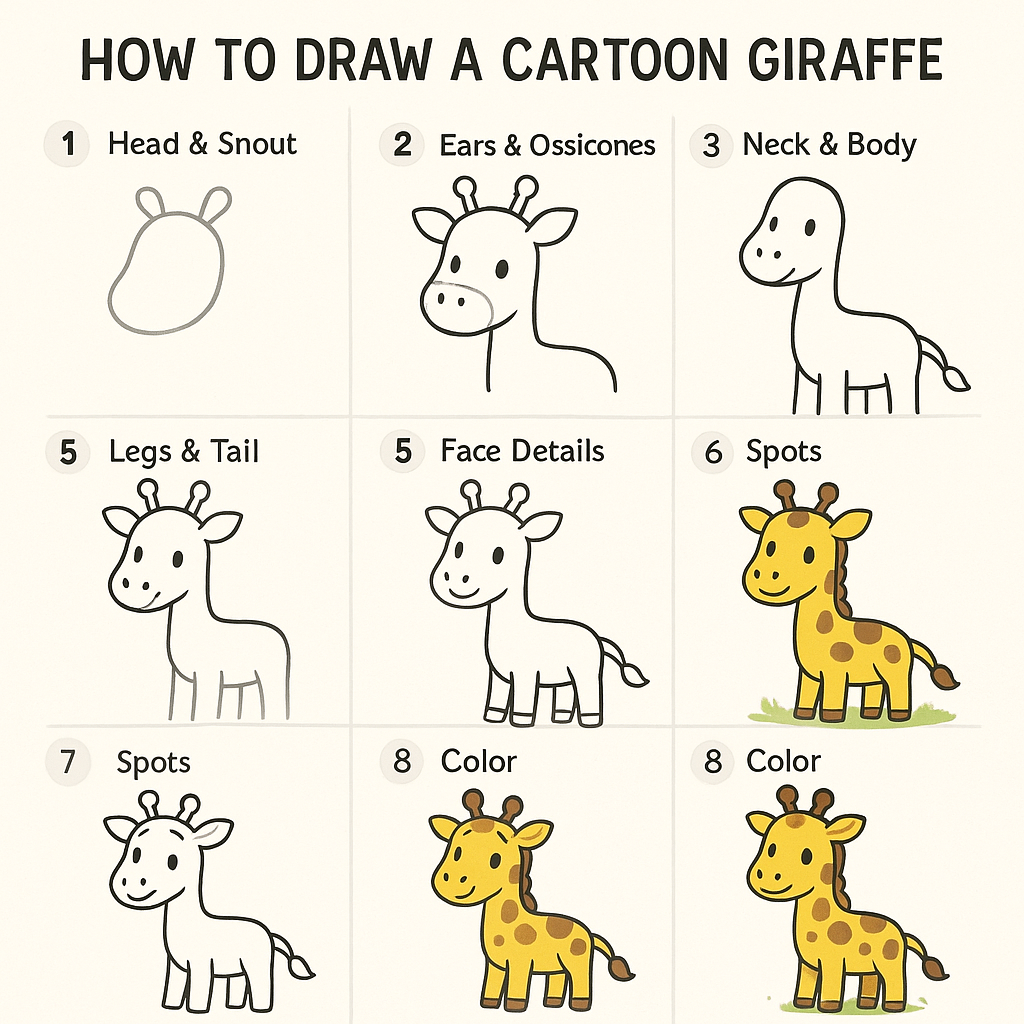 HOW TO DRAW A CARTOON GIRAFFE
1 Head & Snout
2 Ears & Ossicones
3 Neck & Body
5 Legs & Tail
5 Face Details
6 Spots
7 Spots
8 Color
8 Color